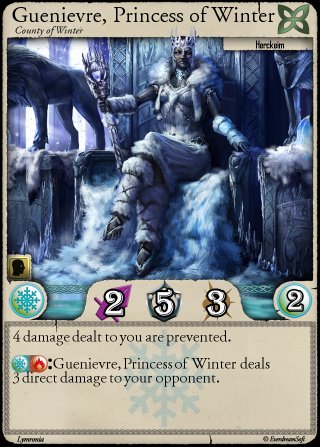 Guenievre, Princess of Winter
County of Winter
Herckeim
2 5 3 2
4 damage dealt to you are prevented.
:Guenievre, Princess of Winter deals
3 direct damage to your opponent.
Lymronia © EverdreamSoft